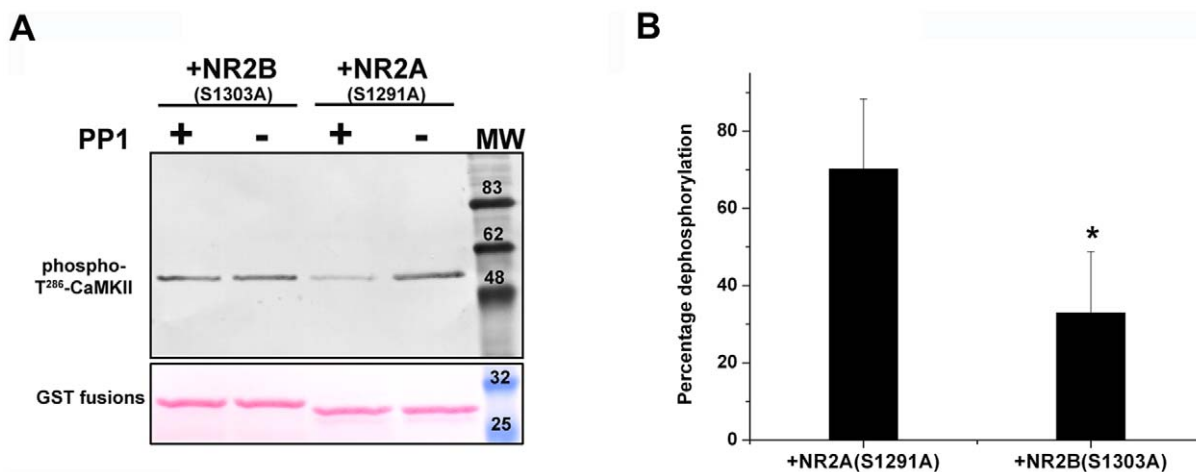 A
+NR2B +NR2A
(S1303A) (S1291A)
PP1 + - + - MW
83
62
phospho-
T²⁸⁶-CaMKII
48
GST fusions
32
25
B
Percentage dephosphorylation
80
60
40
20
0
*
+NR2A(S1291A) +NR2B(S1303A)